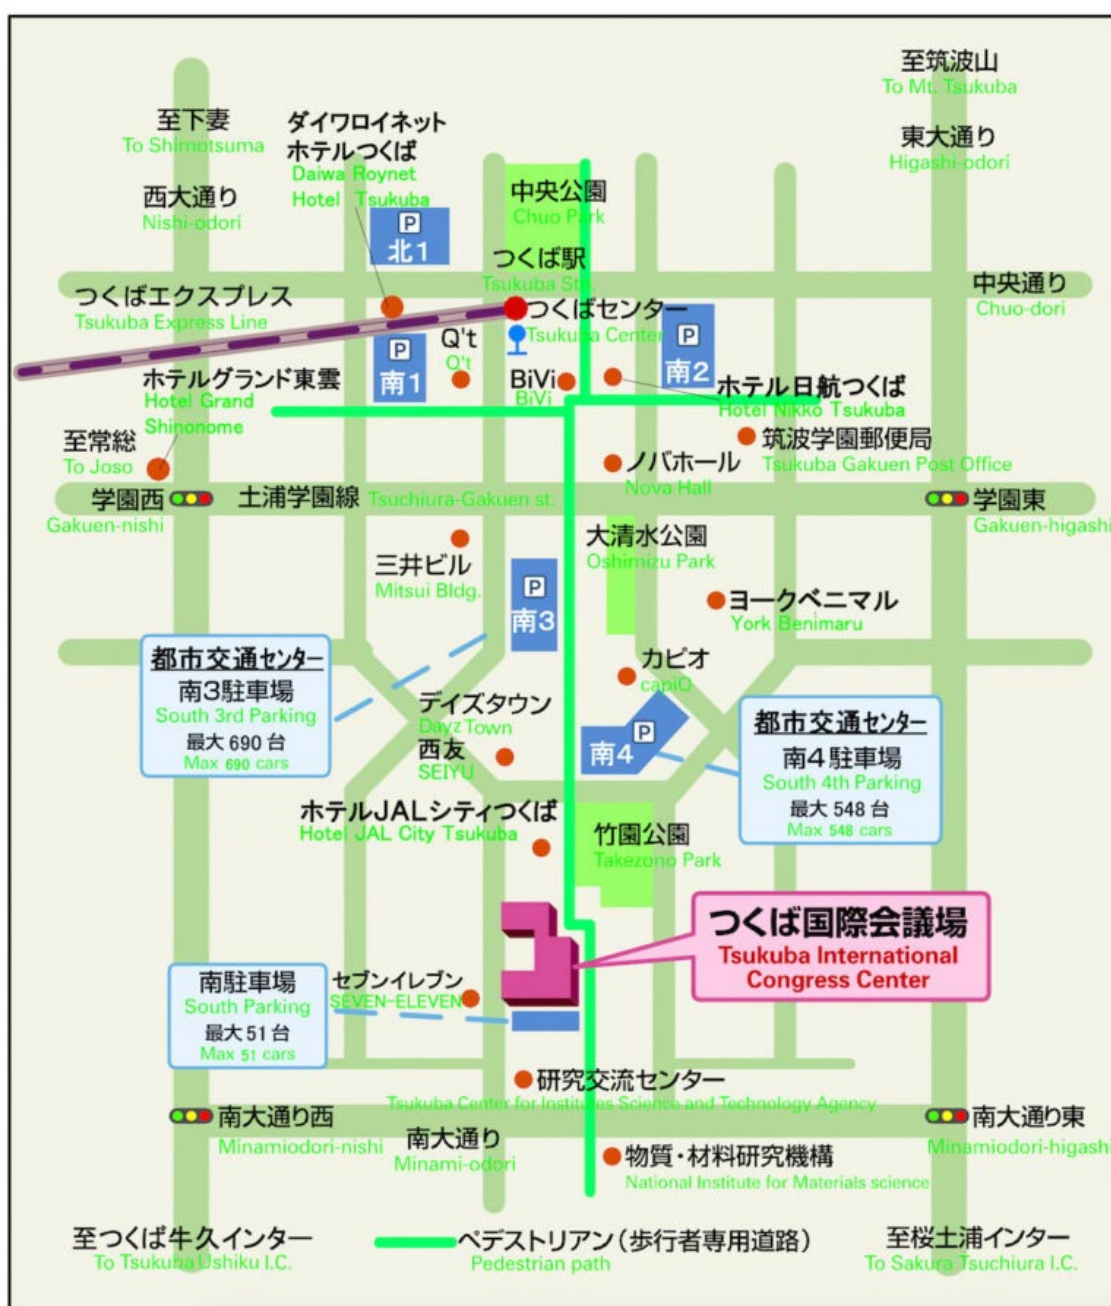 至筑波山
To Mt. Tsukuba
至下妻
To Shimotsuma
ダイワロイネット
ホテルつくば
Daiwa Roynet
Hotel Tsukuba
東大通り
Higashi-odori
西大通り
Nishi-odori
中央公園
Chuo Park
P
北1
つくば駅
Tsukuba Stn.
つくばエクスプレス
Tsukuba Express Line
中央通り
Chuo-dori
つくばセンター
Tsukuba Center
Q't
Q't
P
南1
P
南2
BiVi
BiVi
ホテルグランド東雲
Hotel Grand
Shinonome
ホテル日航つくば
Hotel Nikko Tsukuba
至常総
To Joso
筑波学園郵便局
Tsukuba Gakuen Post Office
ノバホール
Nova Hall
学園西
Gakuen-nishi
土浦学園線
Tsuchiura-Gakuen st.
学園東
Gakuen-higashi
大清水公園
Oshimizu Park
三井ビル
Mitsui Bldg.
P
南3
ヨークベニマル
York Benimaru
都市交通センター
南3駐車場
South 3rd Parking
最大 690 台
Max 690 cars
カピオ
capiO
デイズタウン
Dayz Town
西友
SEIYU
P
南4
都市交通センター
南4駐車場
South 4th Parking
最大 548 台
Max 548 cars
ホテルJALシティつくば
Hotel JAL City Tsukuba
竹園公園
Takezono Park
つくば国際会議場
Tsukuba International
Congress Center
南駐車場
South Parking
最大 51 台
Max 51 cars
セブンイレブン
SEVEN-ELEVEN
研究交流センター
Tsukuba Center for Institutes Science and Technology Agency
南大通り西
Minamiodori-nishi
南大通り
Minami-odori
南大通り東
Minamiodori-higashi
物質・材料研究機構
National Institute for Materials science
至つくば牛久インター
To Tsukuba Ushiku I.C.
ペデストリアン(歩行者専用道路)
Pedestrian path
至桜土浦インター
To Sakura Tsuchiura I.C.